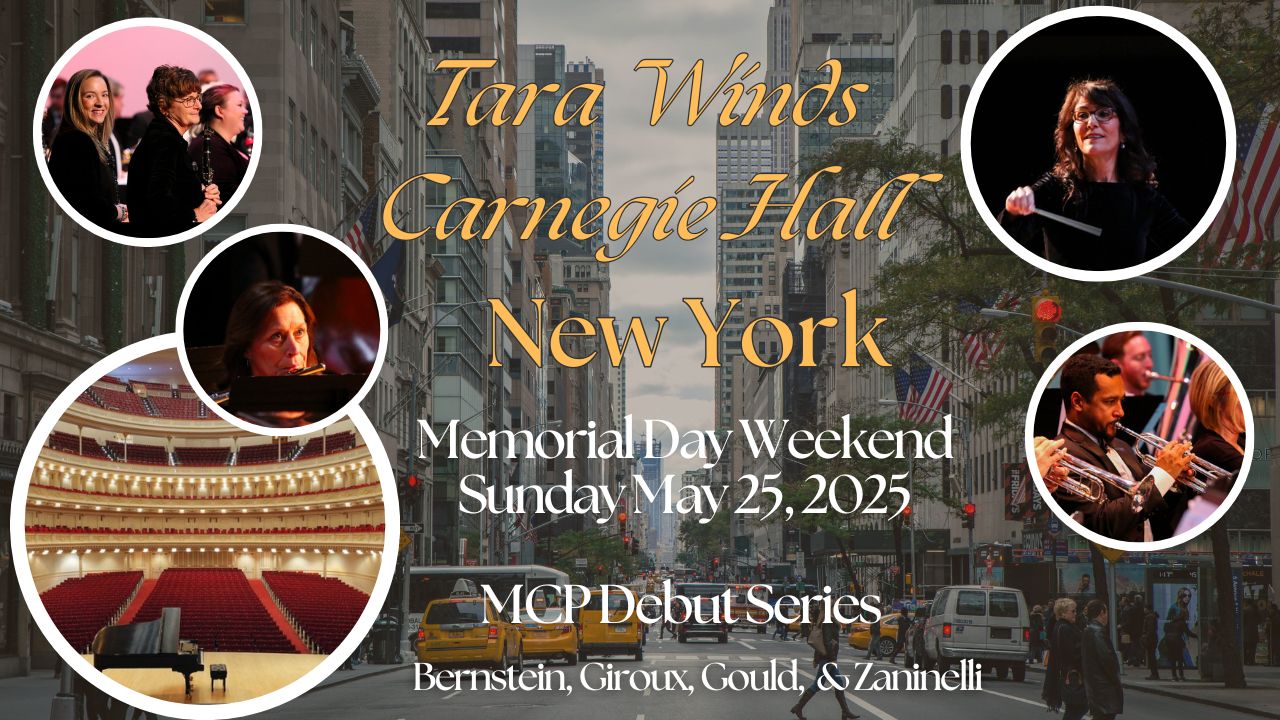 Tara Winds
Carnegie Hall
New York
Memorial Day Weekend
Sunday May 25, 2025
MCP Debut Series
Bernstein, Giroux, Gould, & Zaninelli
FRIDAYS